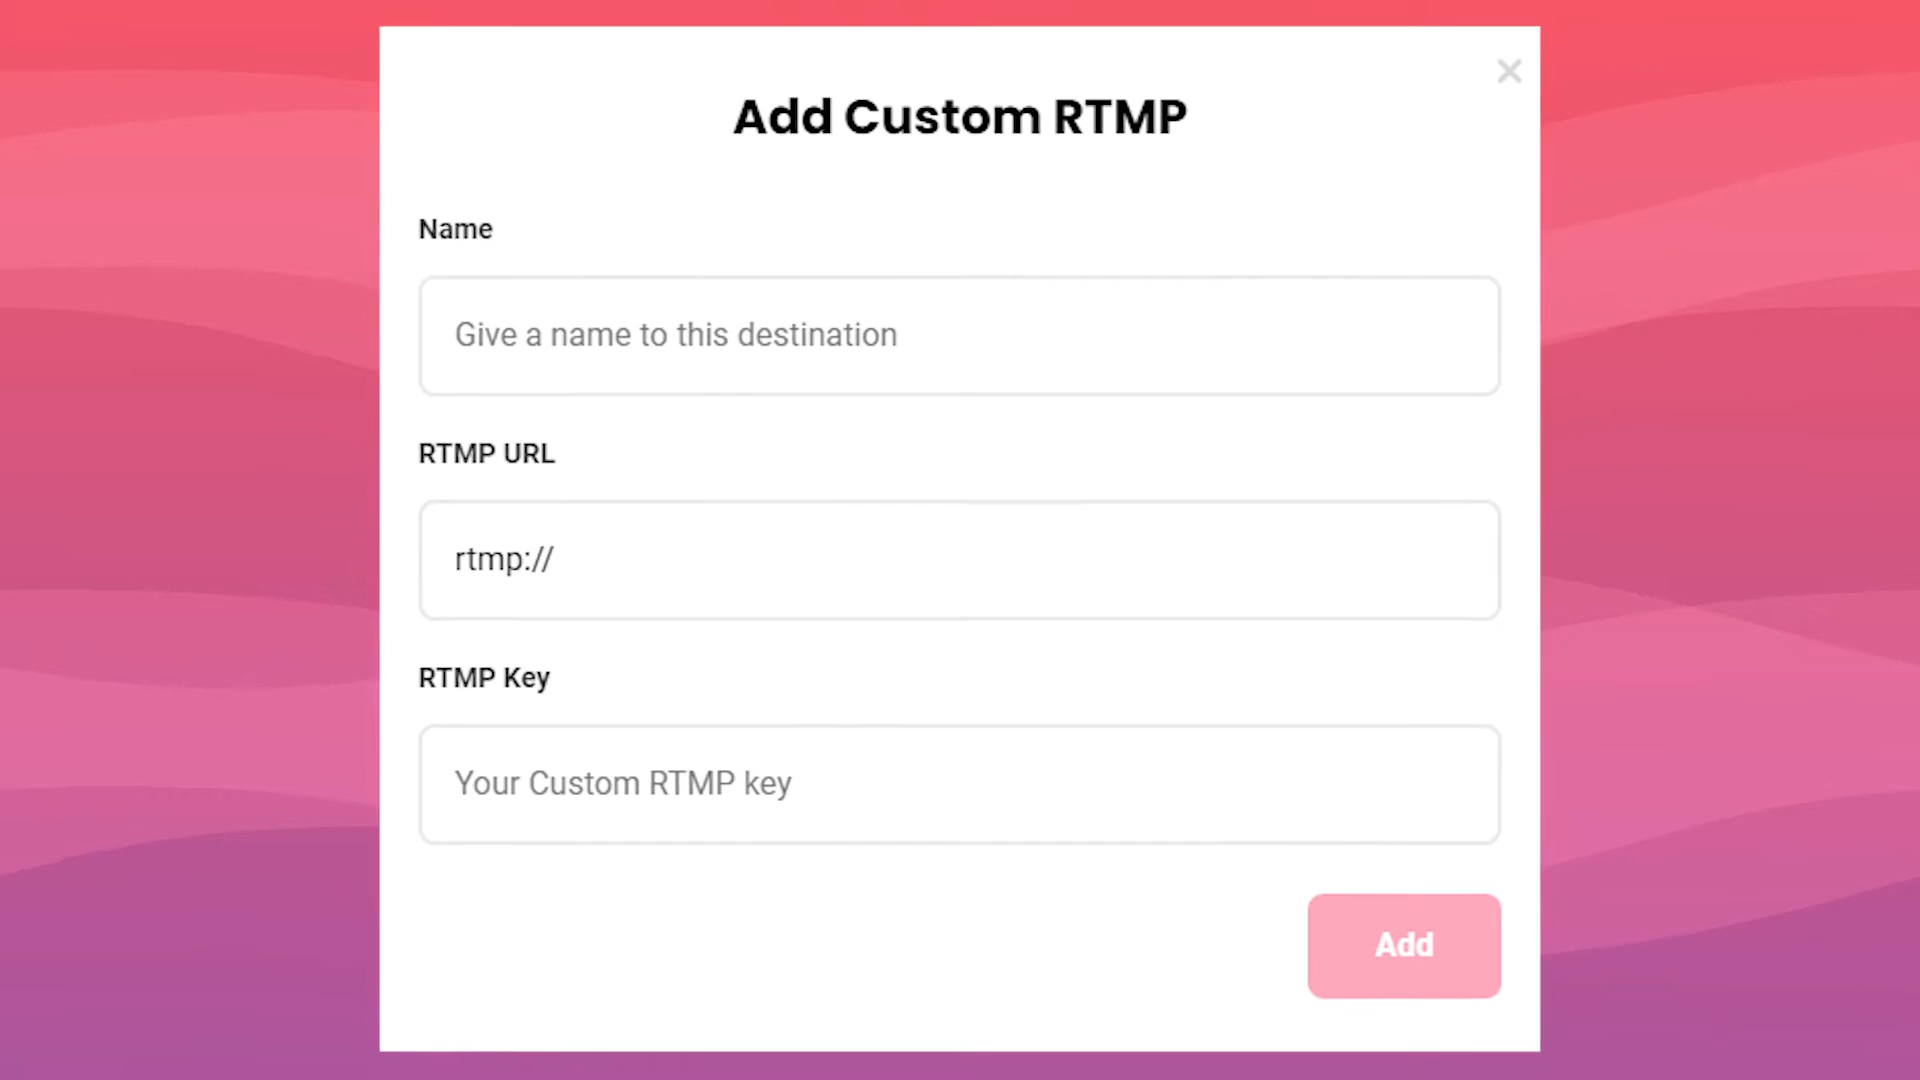 Add Custom RTMP
Name
Give a name to this destination
RTMP URL
rtmp://
RTMP Key
Your Custom RTMP key
Add